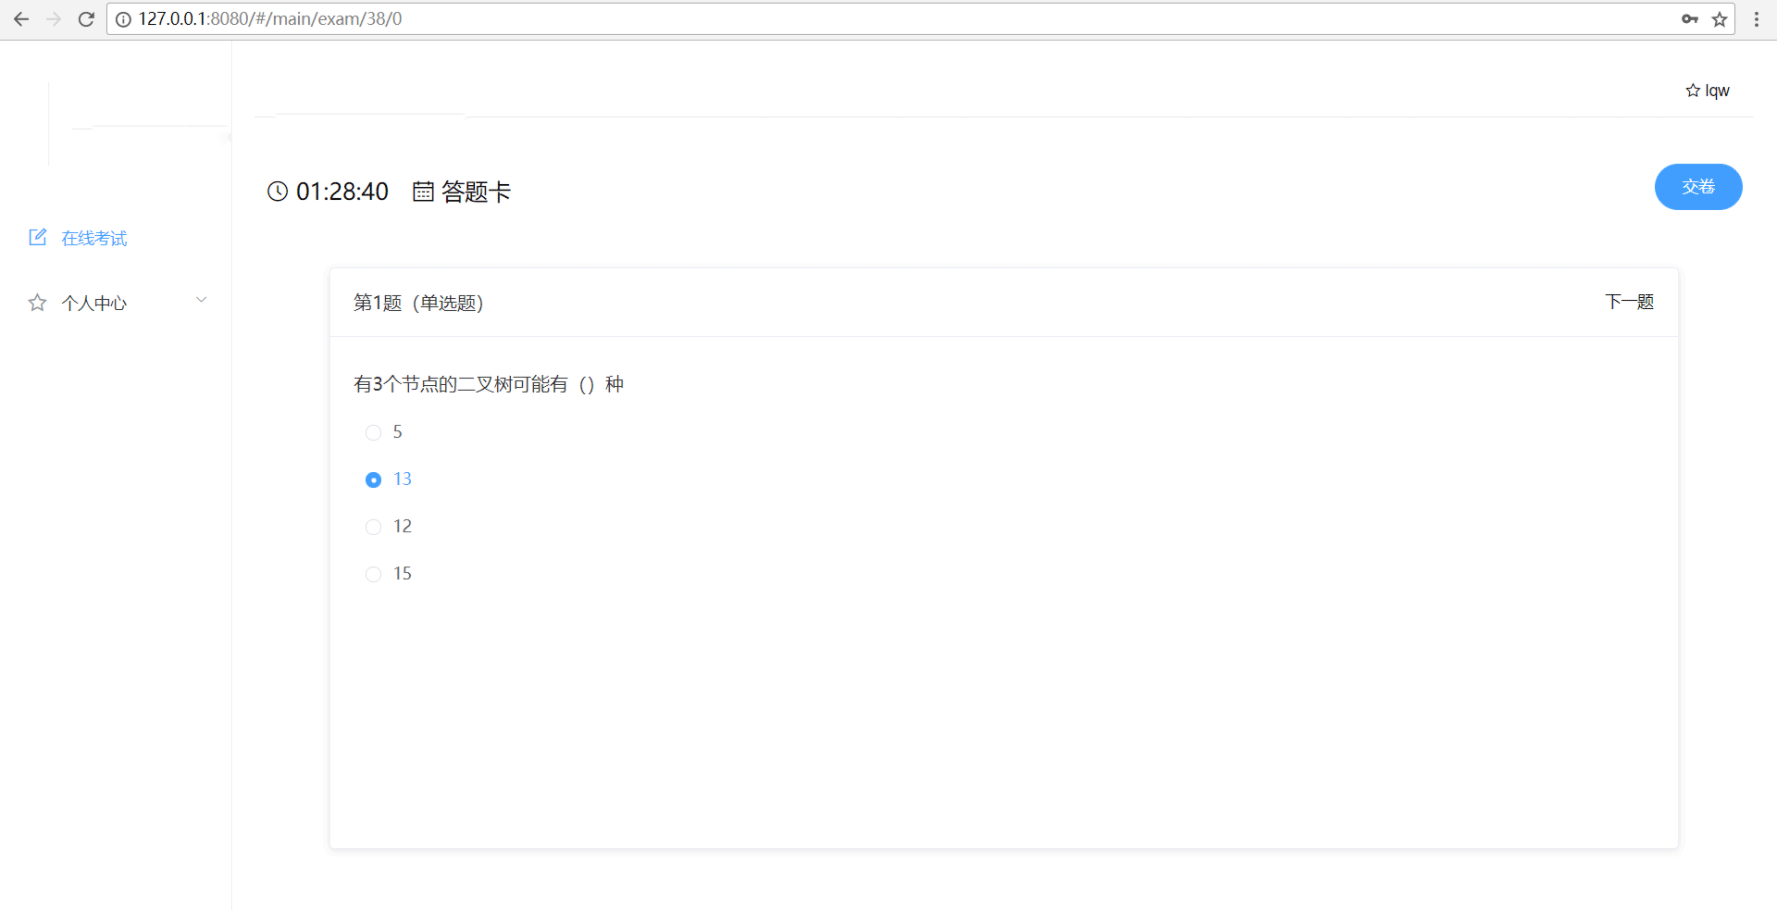 127.0.0.1:8080/#/main/exam/38/0
lqw
01:28:40 答题卡
交卷
在线考试
个人中心
第1题（单选题）
下一题
有3个节点的二叉树可能有（）种
5
13
12
15